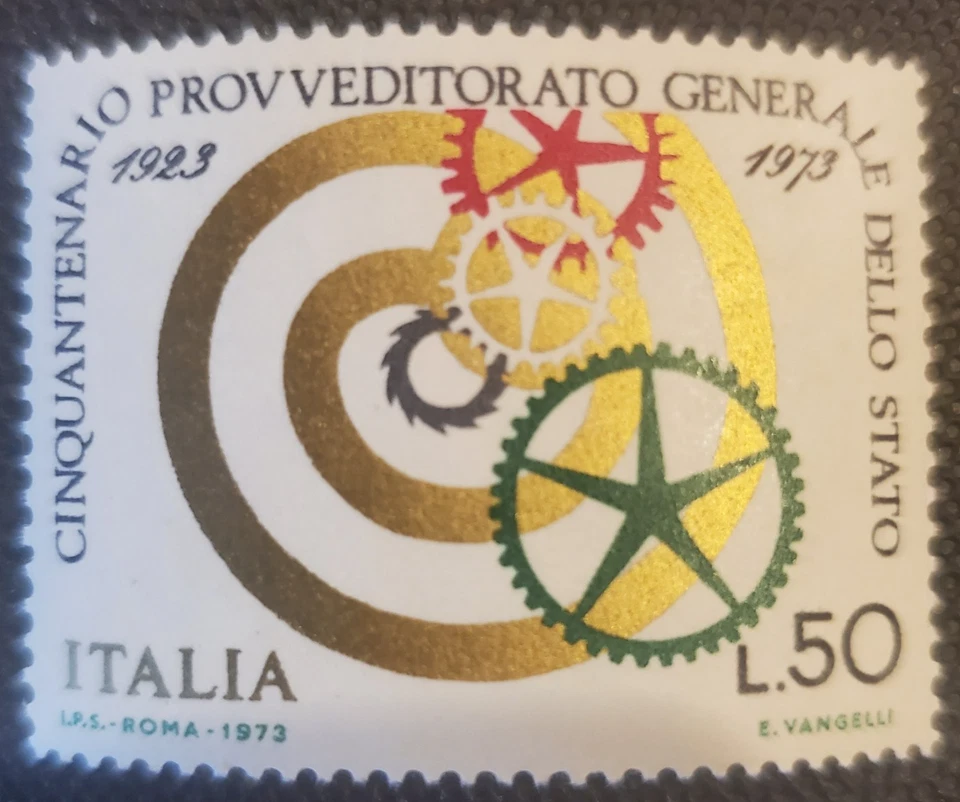 CINQUANTENARIO PROVVEDITORATO GENERALE DELLO STATO
1923
1973
ITALIA
L.50
I.P.S.-ROMA-1973
E. VANGELLI